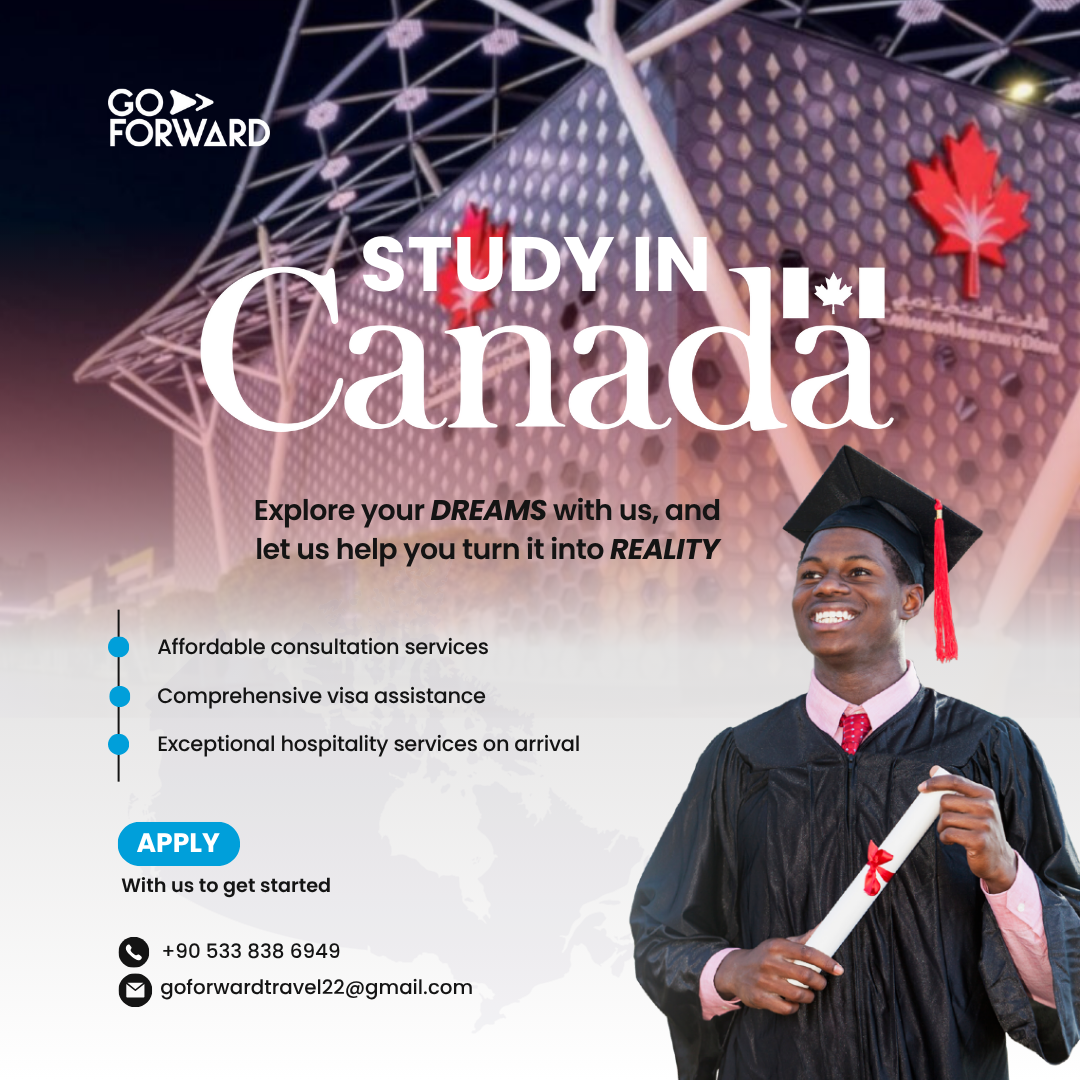 GO
FORWARD
STUDY IN
Canada
Explore your DREAMS with us, and
let us help you turn it into REALITY
Affordable consultation services
Comprehensive visa assistance
Exceptional hospitality services on arrival
APPLY
With us to get started
+90 533 838 6949
goforwardtravel22@gmail.com